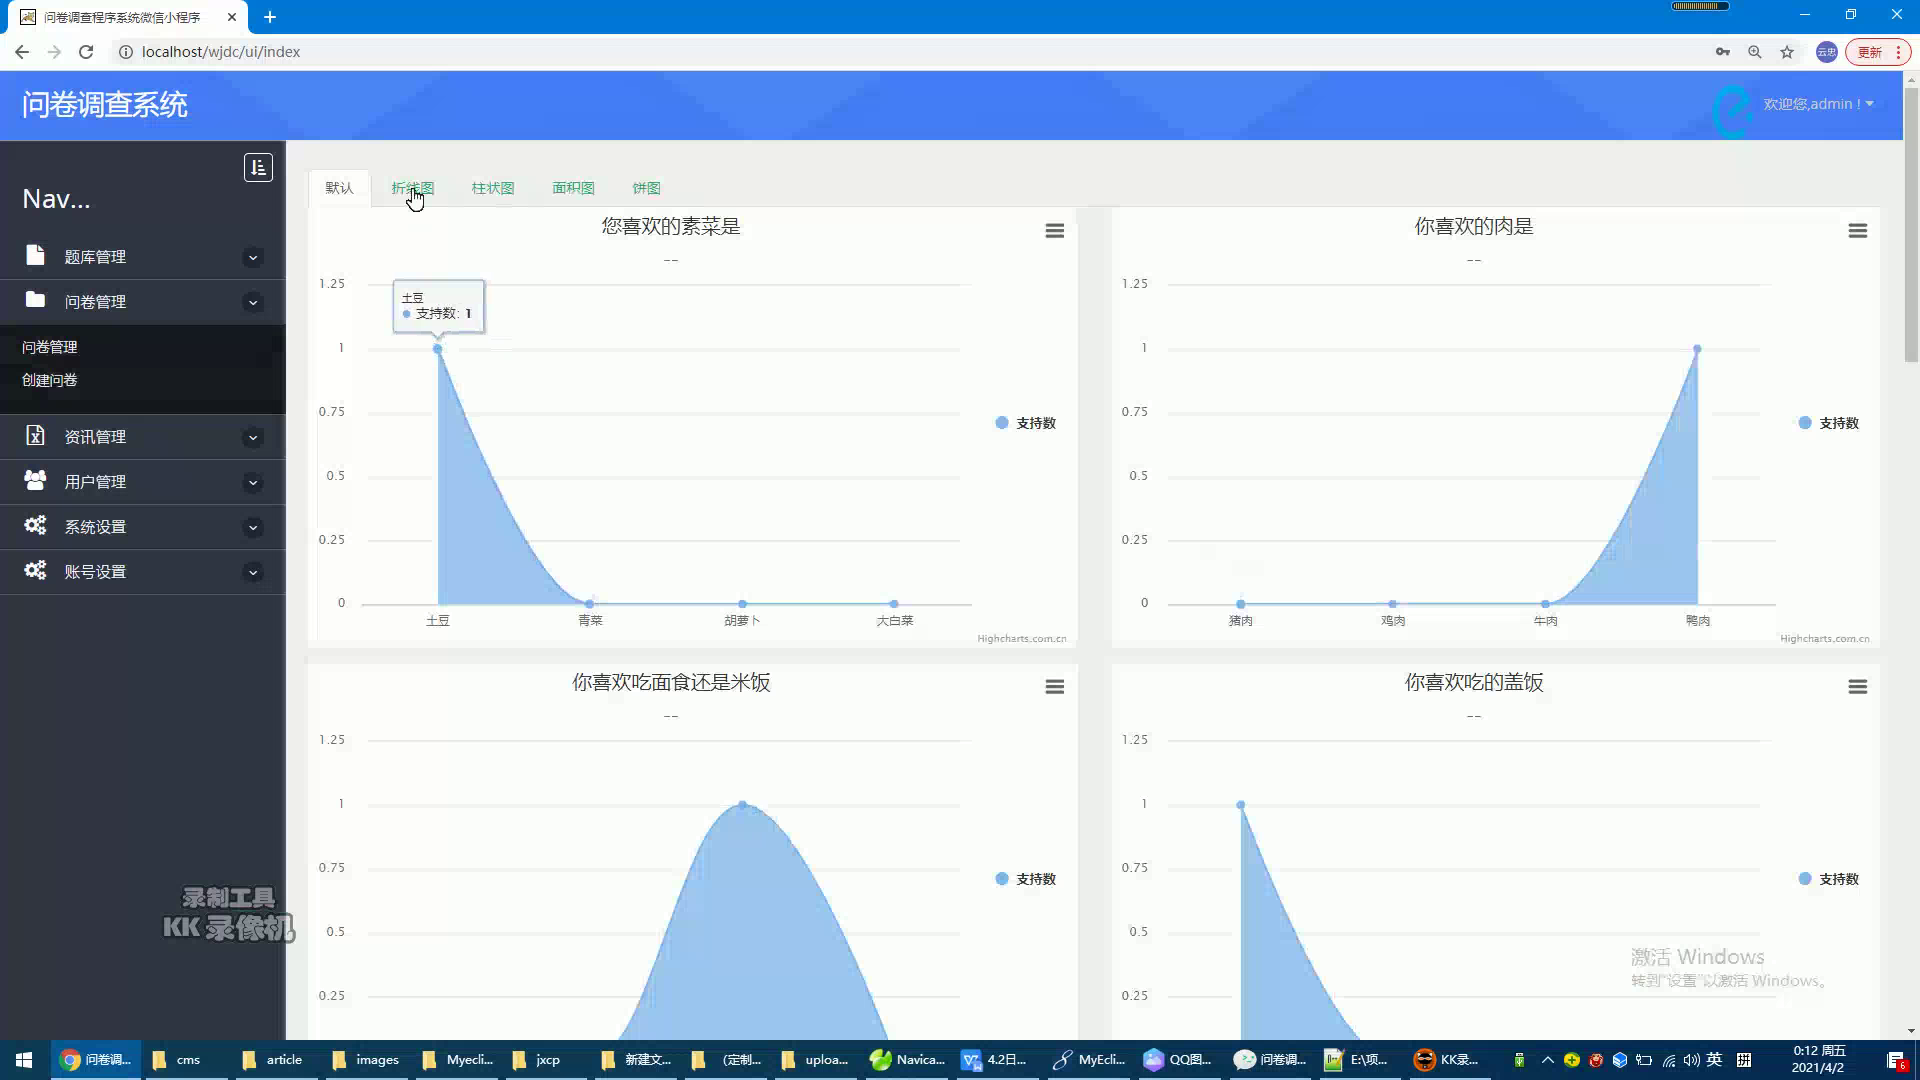 问卷调查程序系统微信小程序
localhost/wjdc/ui/index
云忠
更新
问卷调查系统
欢迎您,admin !
Nav...
题库管理
问卷管理
问卷管理
创建问卷
资讯管理
用户管理
系统设置
账号设置
默认
折线图
柱状图
面积图
饼图
您喜欢的素菜是
--
1.25
1
0.75
0.5
0.25
0
土豆
支持数: 1
支持数
土豆
青菜
胡萝卜
大白菜
Highcharts.com.cn
你喜欢的肉是
--
1.25
1
0.75
0.5
0.25
0
支持数
猪肉
鸡肉
牛肉
鸭肉
Highcharts.com.cn
你喜欢吃面食还是米饭
--
1.25
1
0.75
0.5
0.25
支持数
你喜欢吃的盖饭
--
1.25
1
0.75
0.5
0.25
支持数
录制工具
KK 录像机
激活 Windows
转到"设置"以激活 Windows。
问卷调...
cms
article
images
Myecli...
jxcp
新建文...
(定制...
uploa...
Navica...
4.2日...
MyEcli...
QQ图...
问卷调...
E:\项...
KK录...
英
拼
0:12 周五
2021/4/2
6